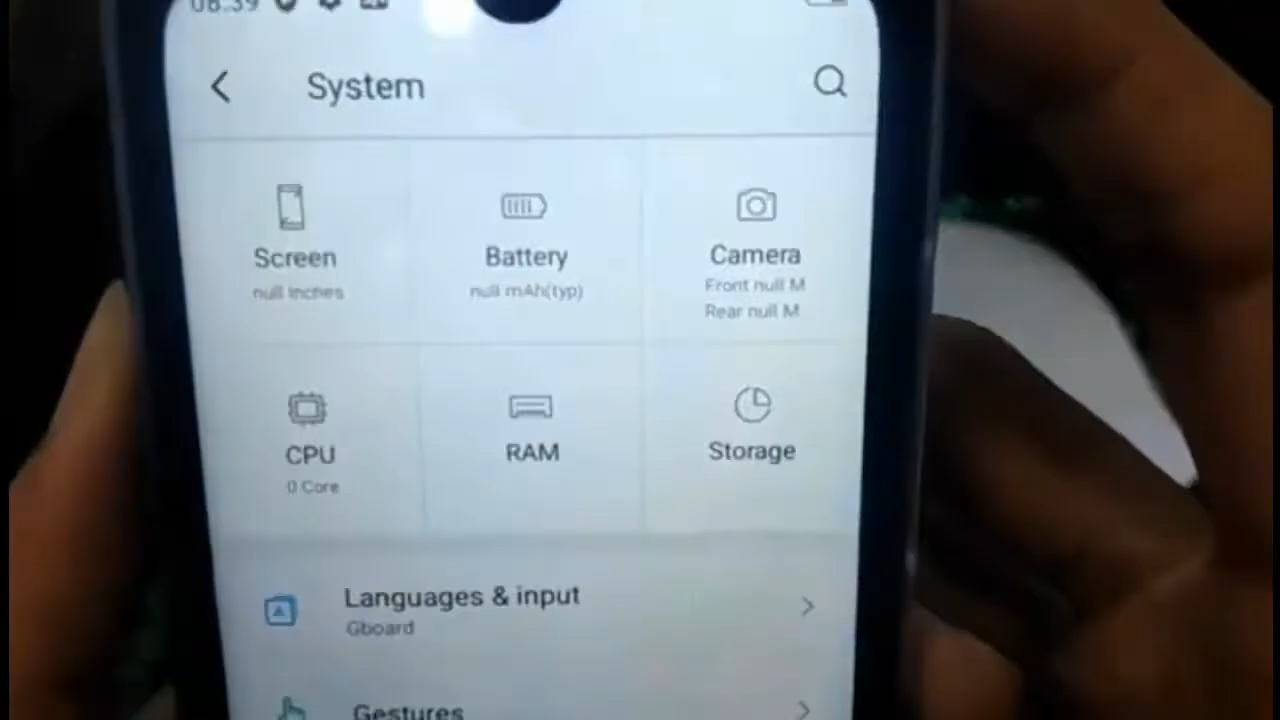 08:39
System
Screen
null inches
Battery
null mAh(typ)
Camera
Front null M
Rear null M
CPU
0 Core
RAM
Storage
Languages & input
Gboard
Gestures